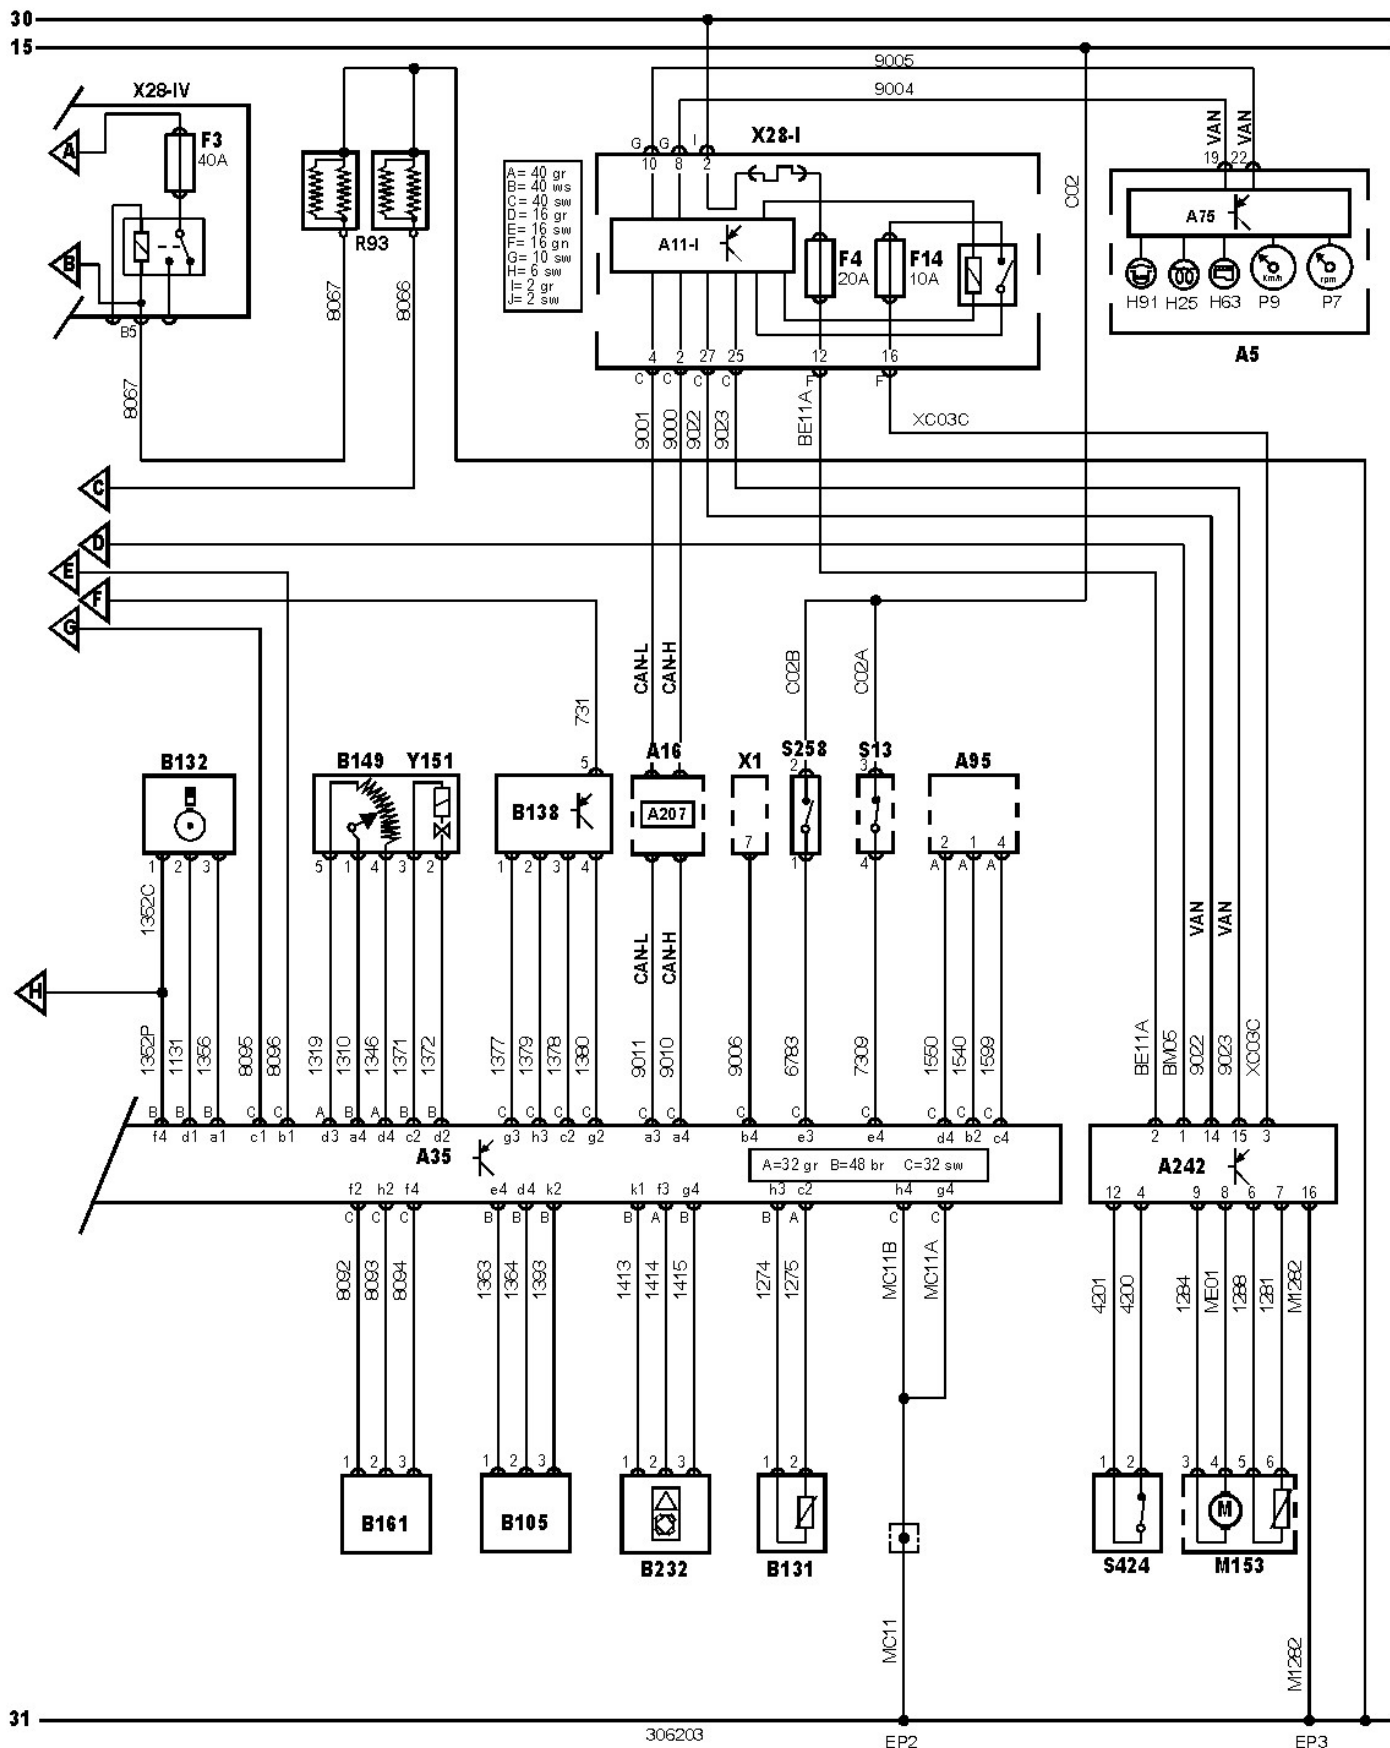 30
15
9005
9004
X28-IV
X28-I
VAN VAN
F3
40A
A
G G I
10 8 2
19 22
A= 40 gr
B= 40 ws
C= 40 sw
D= 16 gr
E= 16 sw
F= 16 gn
G= 10 sw
H= 6 sw
I= 2 gr
J= 2 sw
C02
A75
R93
A11-I
F4
20A
F14
10A
B
Km/h rpm
H91 H25 H63 P9 P7
8067 8066
B5
4 2 27 25 12 16
A5
C C C C F F
8067
9001 9000 9022 9023 BE11A
XC03C
C
D
E
F
G
CAN-L CAN-H
C02B C02A
731
B132 B149 Y151 5 A16 X1 S258 S13 A95
2 3
B138 A207
7 2 1 4
1 2 3 5 1 4 3 2 1 2 3 4 1 4 A A A
1352C
CAN-L CAN-H
VAN VAN
H
1352P 1131 1356 8095 8096 1319 1310 1346 1371 1372 1377 1379 1378 1380 9011 9010 9006 6783 7309 1550 1540 1599 BE11A BM05 9022 9023 XC03C
B B B C C A B A B B C C C C C C C C C C C C
f4 d1 a1 c1 b1 d3 a4 d4 c2 d2 g3 h3 c2 g2 a3 a4 b4 e3 e4 d4 b2 c4 2 1 14 15 3
A35
A=32 gr B=48 br C=32 sw
A242
f2 h2 f4 e4 d4 k2 k1 f3 g4 h3 c2 h4 g4 12 4 9 8 6 7 16
C C C B B B B A B B A C C
8092 8093 8094 1363 1364 1393 1413 1414 1415 1274 1275 MC11B MC11A 4201 4200 1284 ME01 1288 1281 M1282
1 2 3 1 2 3 1 2 3 1 2 1 2 3 4 5 6
B161 B105
M
B232 B131 S424 M153
MC11
M1282
31
306203
EP2 EP3